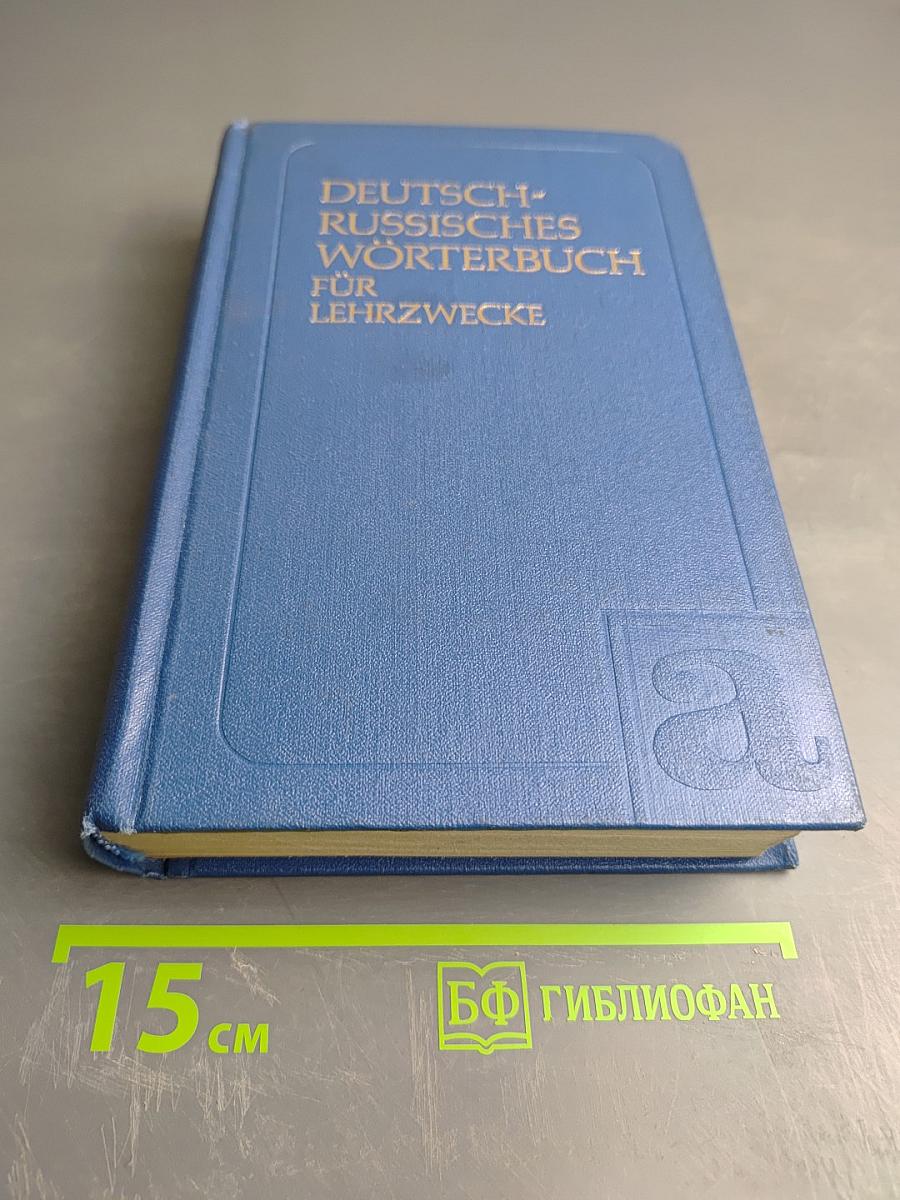 DEUTSCH-
RUSSISCHES
WÖRTERBUCH
FÜR
LEHRZWECKE
a
15 см
БФ ГИБЛИОФАН